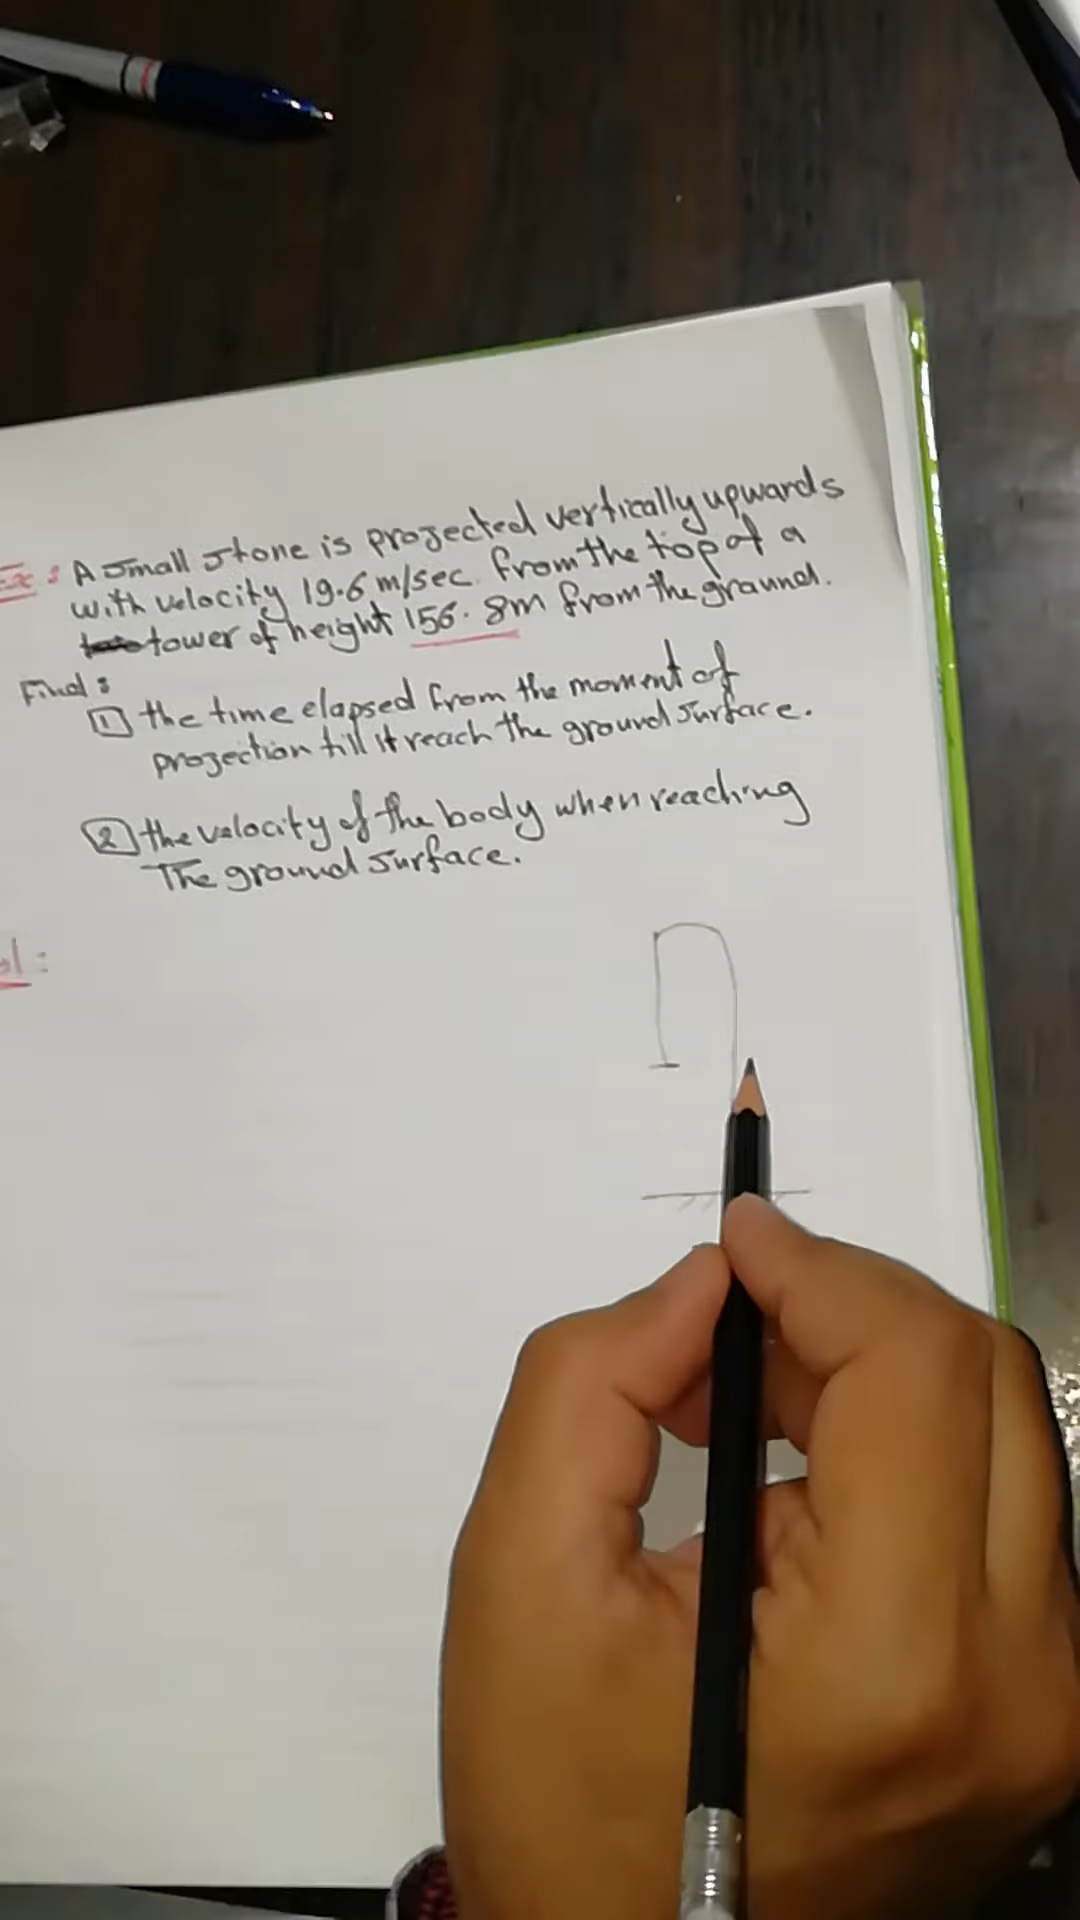 Ex: A small stone is projected vertically upwards
with velocity 19.6 m/sec. from the top of a
tower of height 156.8m from the ground.
Find:
1 the time elapsed from the moment of
projection till it reach the ground surface.
2 the velocity of the body when reaching
The ground surface.
ol: